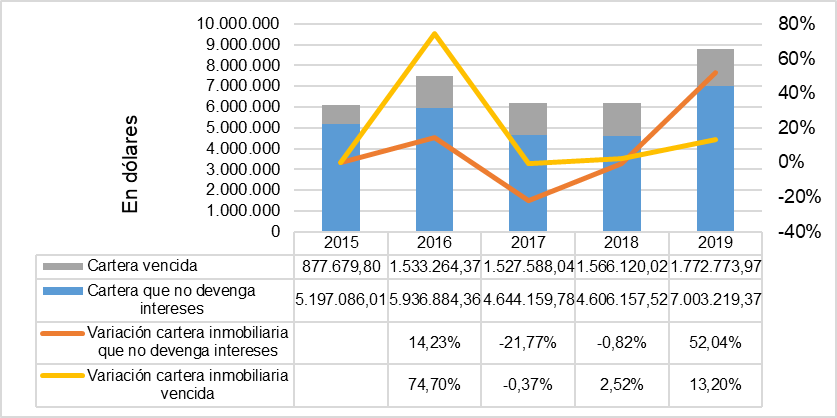 10.000.000
9.000.000
8.000.000
7.000.000
6.000.000
5.000.000
4.000.000
3.000.000
2.000.000
1.000.000
0
En dólares
80%
60%
40%
20%
0%
-20%
-40%
2015 2016 2017 2018 2019
Cartera vencida 877.679,80 1.533.264,37 1.527.588,04 1.566.120,02 1.772.773,97
Cartera que no devenga
intereses 5.197.086,01 5.936.884,36 4.644.159,78 4.606.157,52 7.003.219,37
Variación cartera inmobiliaria
que no devenga intereses 14,23% -21,77% -0,82% 52,04%
Variación cartera inmobiliaria
vencida 74,70% -0,37% 2,52% 13,20%